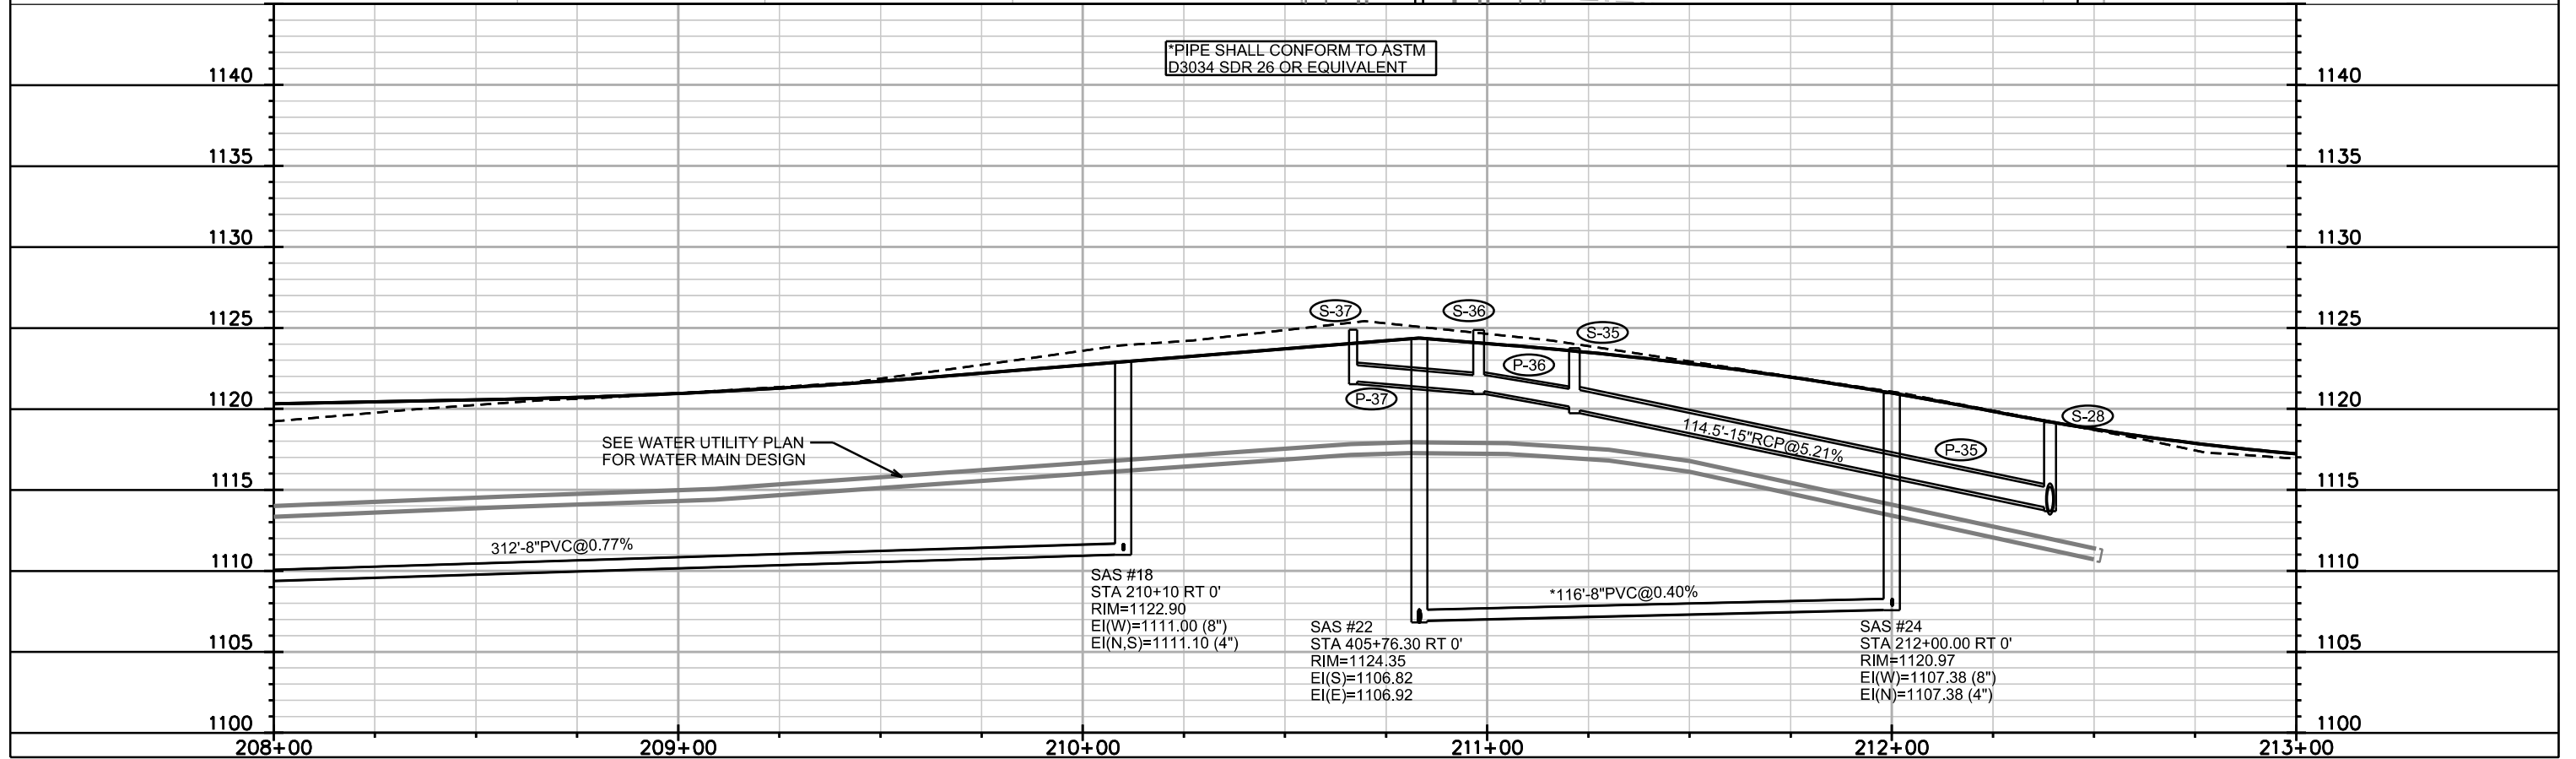 *PIPE SHALL CONFORM TO ASTM
D3034 SDR 26 OR EQUIVALENT
1140
1140
1135
1135
1130
1130
1125
1125
S-37
S-36
S-35
P-36
P-37
1120
1120
S-28
114.5'-15"RCP@5.21%
P-35
SEE WATER UTILITY PLAN
FOR WATER MAIN DESIGN
1115
1115
312'-8"PVC@0.77%
1110
1110
SAS #18
STA 210+10 RT 0'
RIM=1122.90
EI(W)=1111.00 (8")
EI(N,S)=1111.10 (4")
*116'-8"PVC@0.40%
SAS #22
STA 405+76.30 RT 0'
RIM=1124.35
EI(S)=1106.82
EI(E)=1106.92
SAS #24
STA 212+00.00 RT 0'
RIM=1120.97
EI(W)=1107.38 (8")
EI(N)=1107.38 (4")
1105
1105
1100
1100
208+00
209+00
210+00
211+00
212+00
213+00